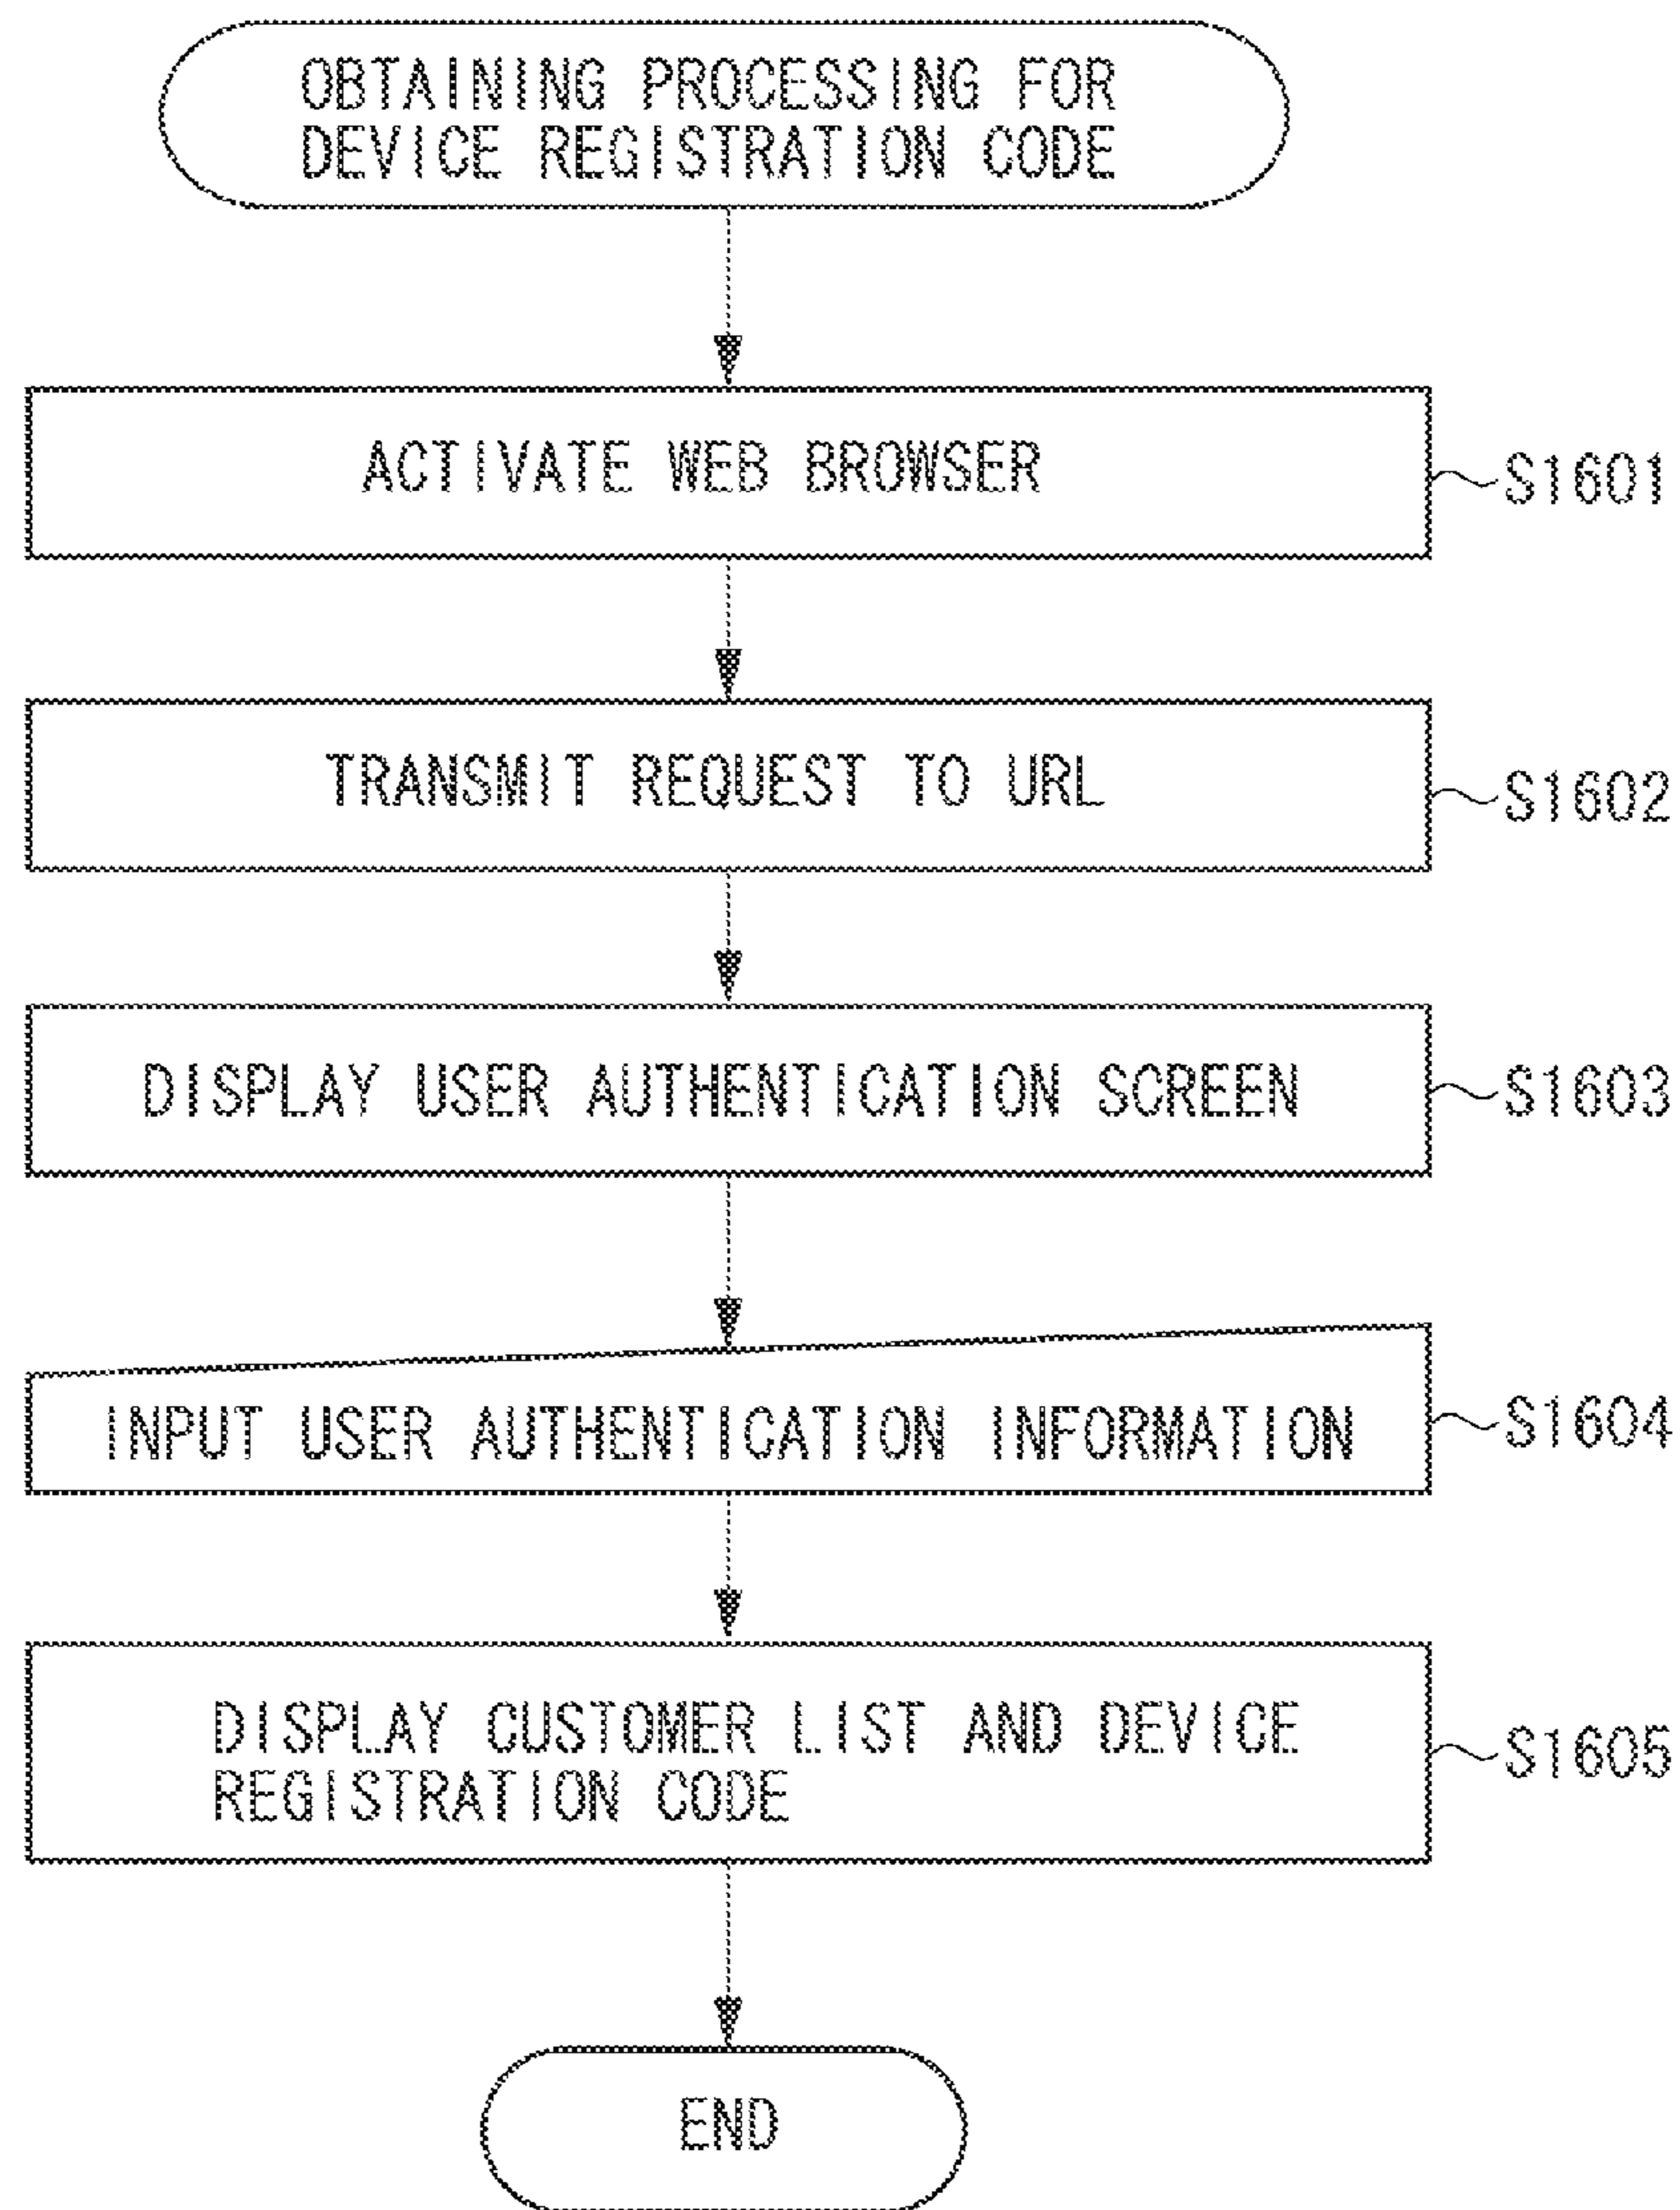 OBTAINING PROCESSING FOR
DEVICE REGISTRATION CODE
ACTIVATE WEB BROWSER
S1601
TRANSMIT REQUEST TO URL
S1602
DISPLAY USER AUTHENTICATION SCREEN
S1603
INPUT USER AUTHENTICATION INFORMATION
S1604
DISPLAY CUSTOMER LIST AND DEVICE
REGISTRATION CODE
S1605
END